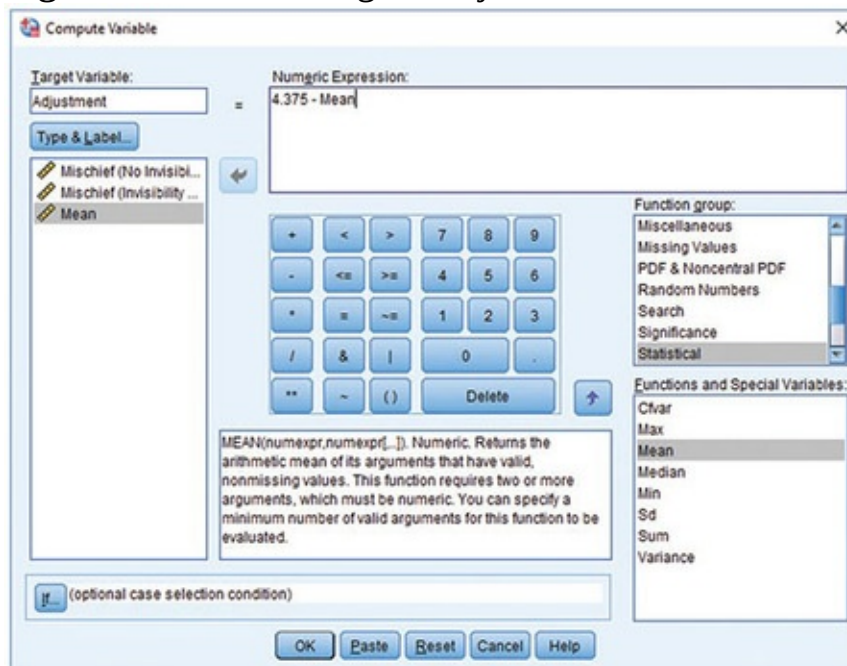 Compute Variable
Target Variable:
Adjustment
=
Numeric Expression:
4.375 - Mean
Type & Label...
Mischief (No Invisibi...
Mischief (Invisibility ...
Mean
+ < > 7 8 9
- <= >= 4 5 6
* = ~= 1 2 3
/ & | 0 .
** ~ ( ) Delete
Function group:
Miscellaneous
Missing Values
PDF & Noncentral PDF
Random Numbers
Search
Significance
Statistical
Functions and Special Variables:
Cfvar
Max
Mean
Median
Min
Sd
Sum
Variance
MEAN(numexpr,numexpr[,..]). Numeric. Returns the
arithmetic mean of its arguments that have valid,
nonmissing values. This function requires two or more
arguments, which must be numeric. You can specify a
minimum number of valid arguments for this function to be
evaluated.
If... (optional case selection condition)
OK Paste Reset Cancel Help